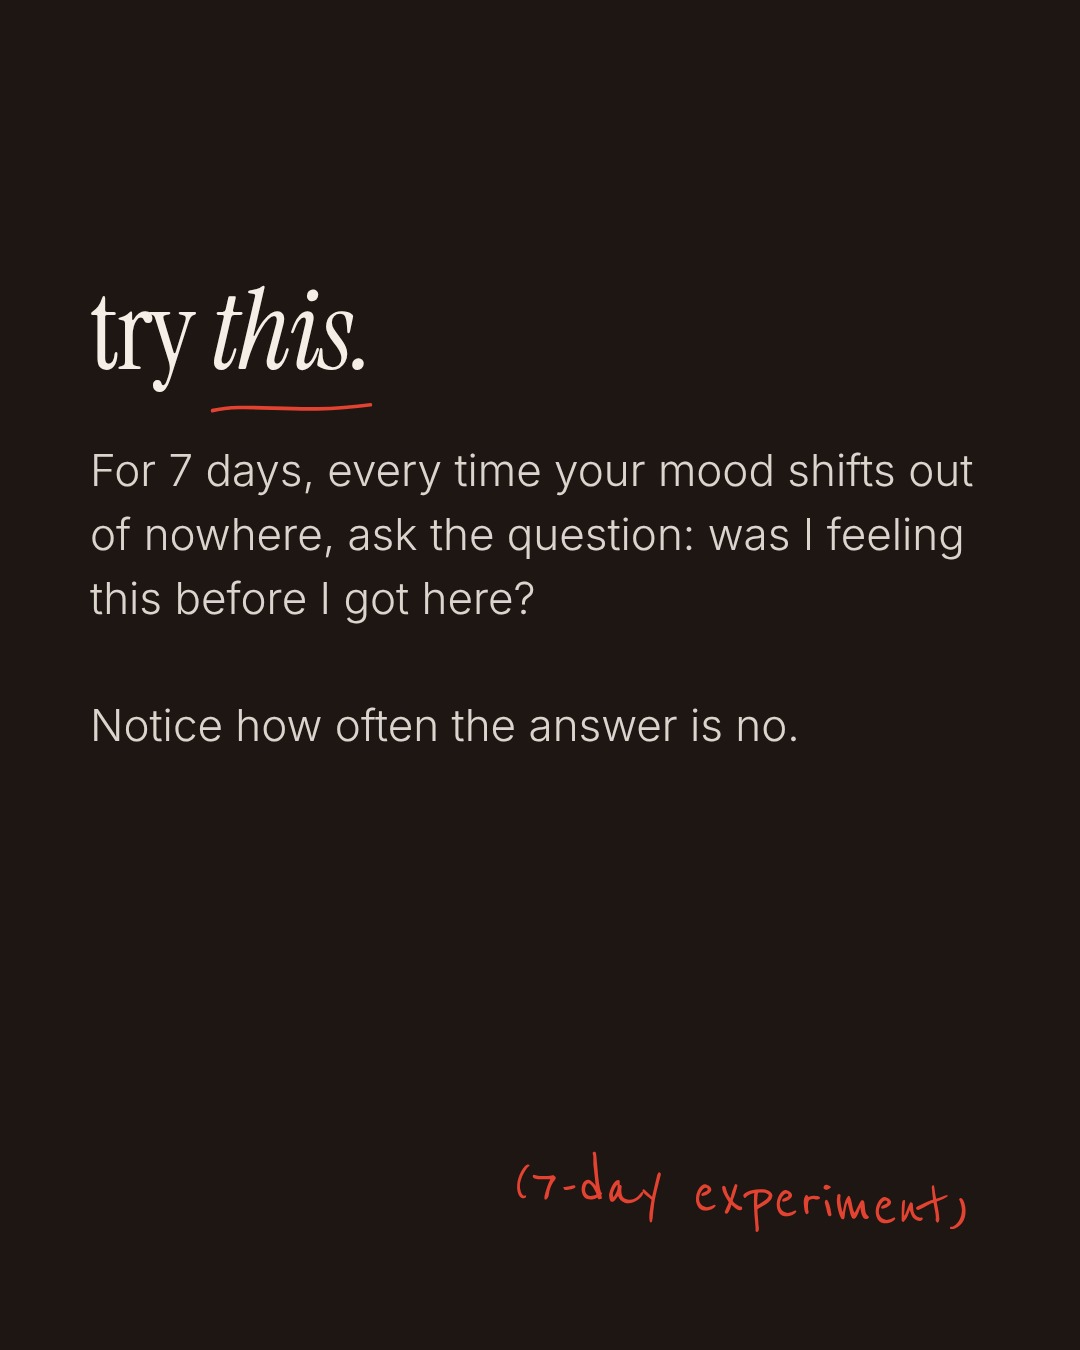 try this.
For 7 days, every time your mood shifts out
of nowhere, ask the question: was I feeling
this before I got here?
Notice how often the answer is no.
(7-day experiment)